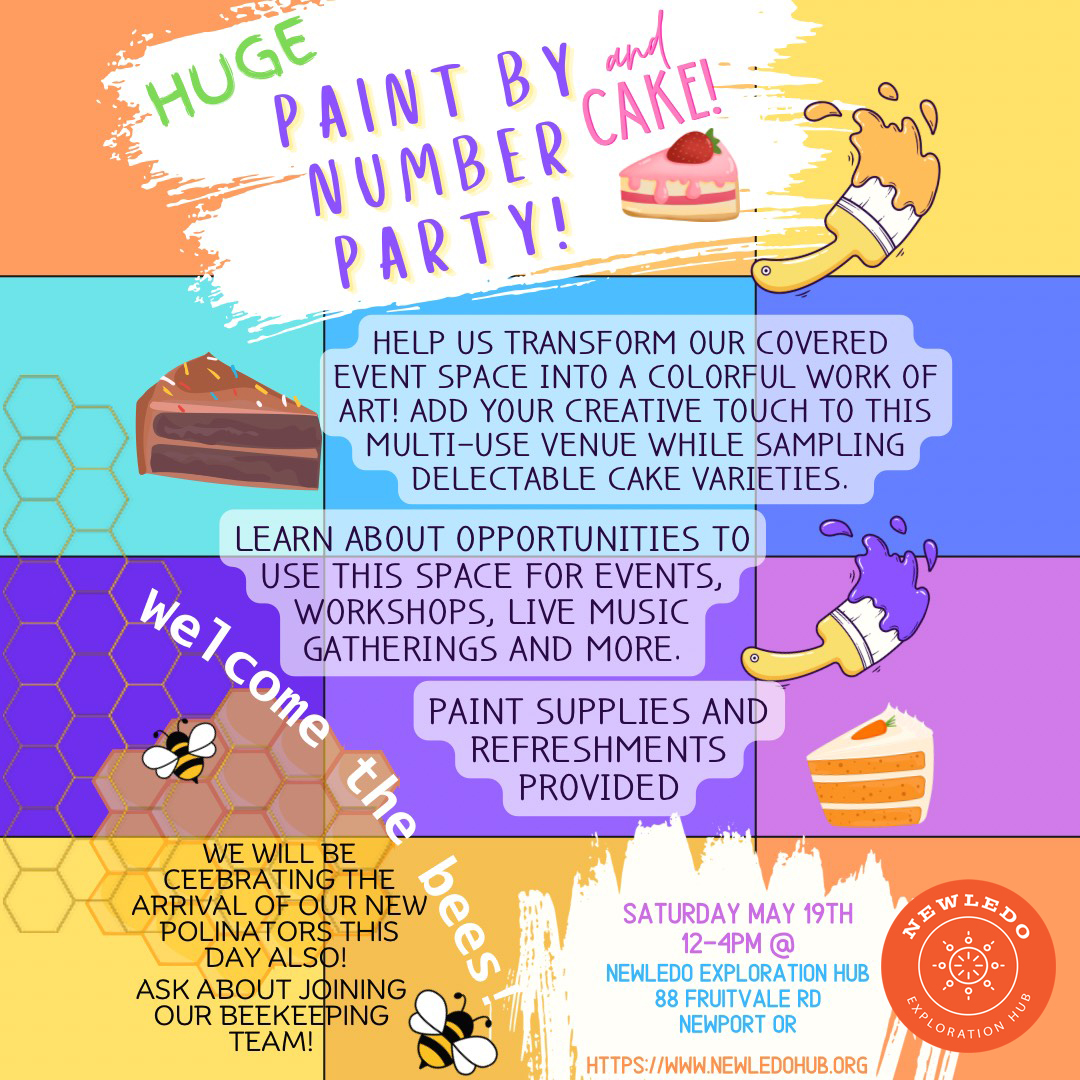 HUGE
PAINT BY
NUMBER
PARTY!
and
CAKE!
HELP US TRANSFORM OUR COVERED
EVENT SPACE INTO A COLORFUL WORK OF
ART! ADD YOUR CREATIVE TOUCH TO THIS
MULTI-USE VENUE WHILE SAMPLING
DELECTABLE CAKE VARIETIES.
LEARN ABOUT OPPORTUNITIES TO
USE THIS SPACE FOR EVENTS,
WORKSHOPS, LIVE MUSIC
GATHERINGS AND MORE.
PAINT SUPPLIES AND
REFRESHMENTS
PROVIDED
Welcome the bees!
WE WILL BE
CEEBRATING THE
ARRIVAL OF OUR NEW
POLINATORS THIS
DAY ALSO!
ASK ABOUT JOINING
OUR BEEKEEPING
TEAM!
SATURDAY MAY 19TH
12-4PM @
NEWLEDO EXPLORATION HUB
88 FRUITVALE RD
NEWPORT OR
HTTPS://WWW.NEWLEDOHUB.ORG
NEWLEDO
EXPLORATION HUB